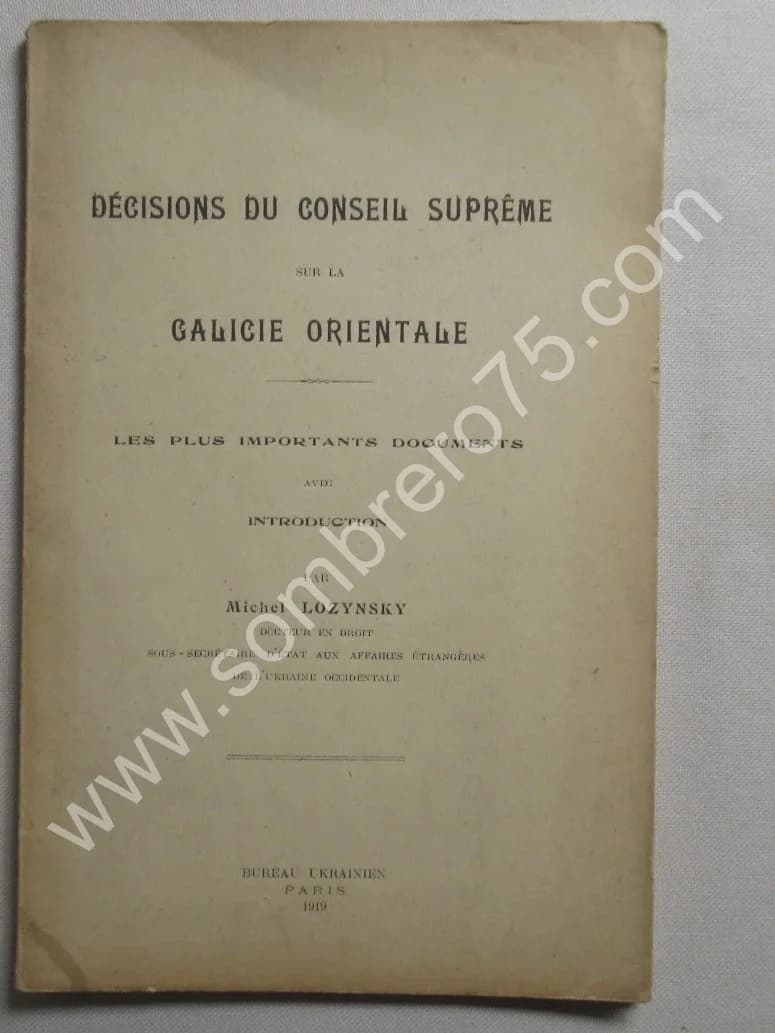 DÉCISIONS DU CONSEIL SUPRÊME
SUR LA
GALICIE ORIENTALE
LES PLUS IMPORTANTS DOCUMENTS
AVEC
INTRODUCTION
PAR
Michel LOZYNSKY
DOCTEUR EN DROIT
SOUS-SECRÉTAIRE D'ÉTAT AUX AFFAIRES ÉTRANGÈRES
DE L'UKRAINE OCCIDENTALE
BUREAU UKRAINIEN
PARIS
1919
www.sombrero75.com